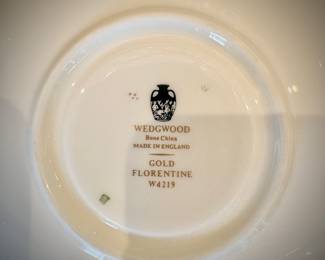 WEDGWOOD
Bone China
MADE IN ENGLAND
GOLD
FLORENTINE
W4219